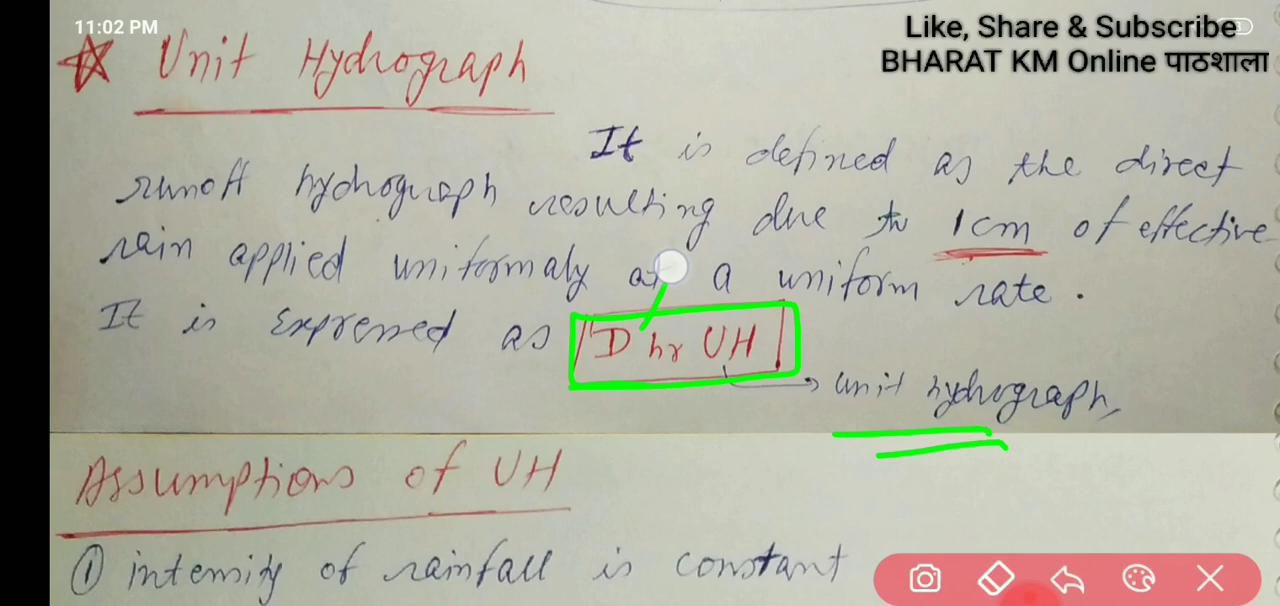 11:02 PM
Like, Share & Subscribe
BHARAT KM Online पाठशाला
Unit Hydrograph
It is defined as the direct
runoff hydrograph resulting due to 1cm of effective
rain applied uniformaly at a uniform rate.
It is expressed as D hr UH
unit hydrograph,
Assumptions of UH
① intensity of rainfall is constant